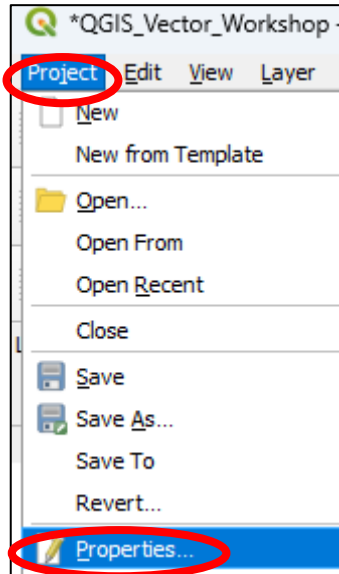 *QGIS_Vector_Workshop -
Project Edit View Layer
New
New from Template
Open...
Open From
Open Recent
Close
Save
Save As...
Save To
Revert...
Properties...